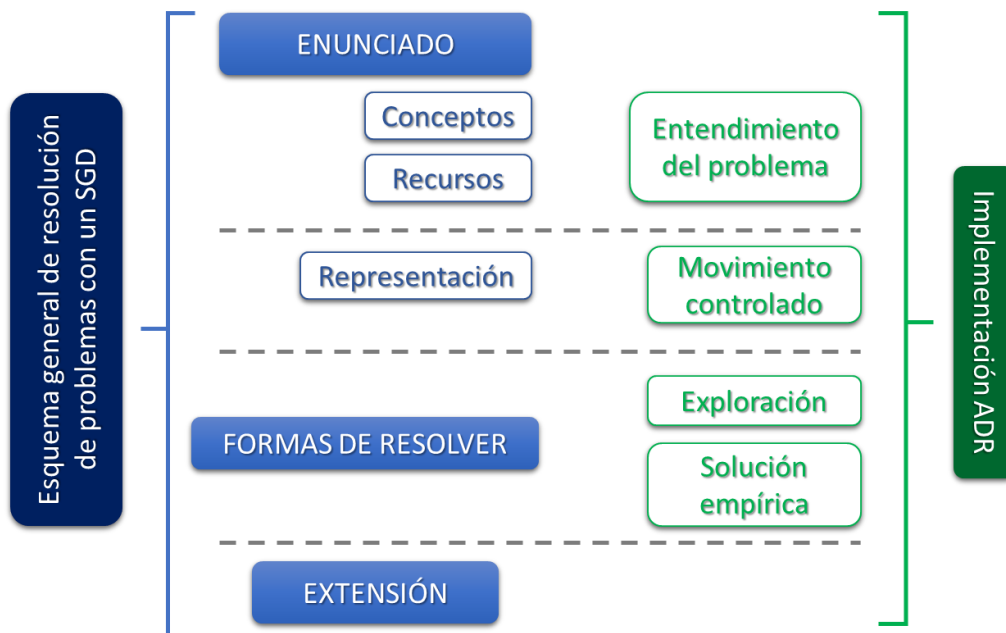 Esquema general de resolución
de problemas con un SGD
ENUNCIADO
Conceptos
Recursos
Entendimiento
del problema
Representación
Movimiento
controlado
FORMAS DE RESOLVER
Exploración
Solución
empírica
EXTENSIÓN
Implementación ADR